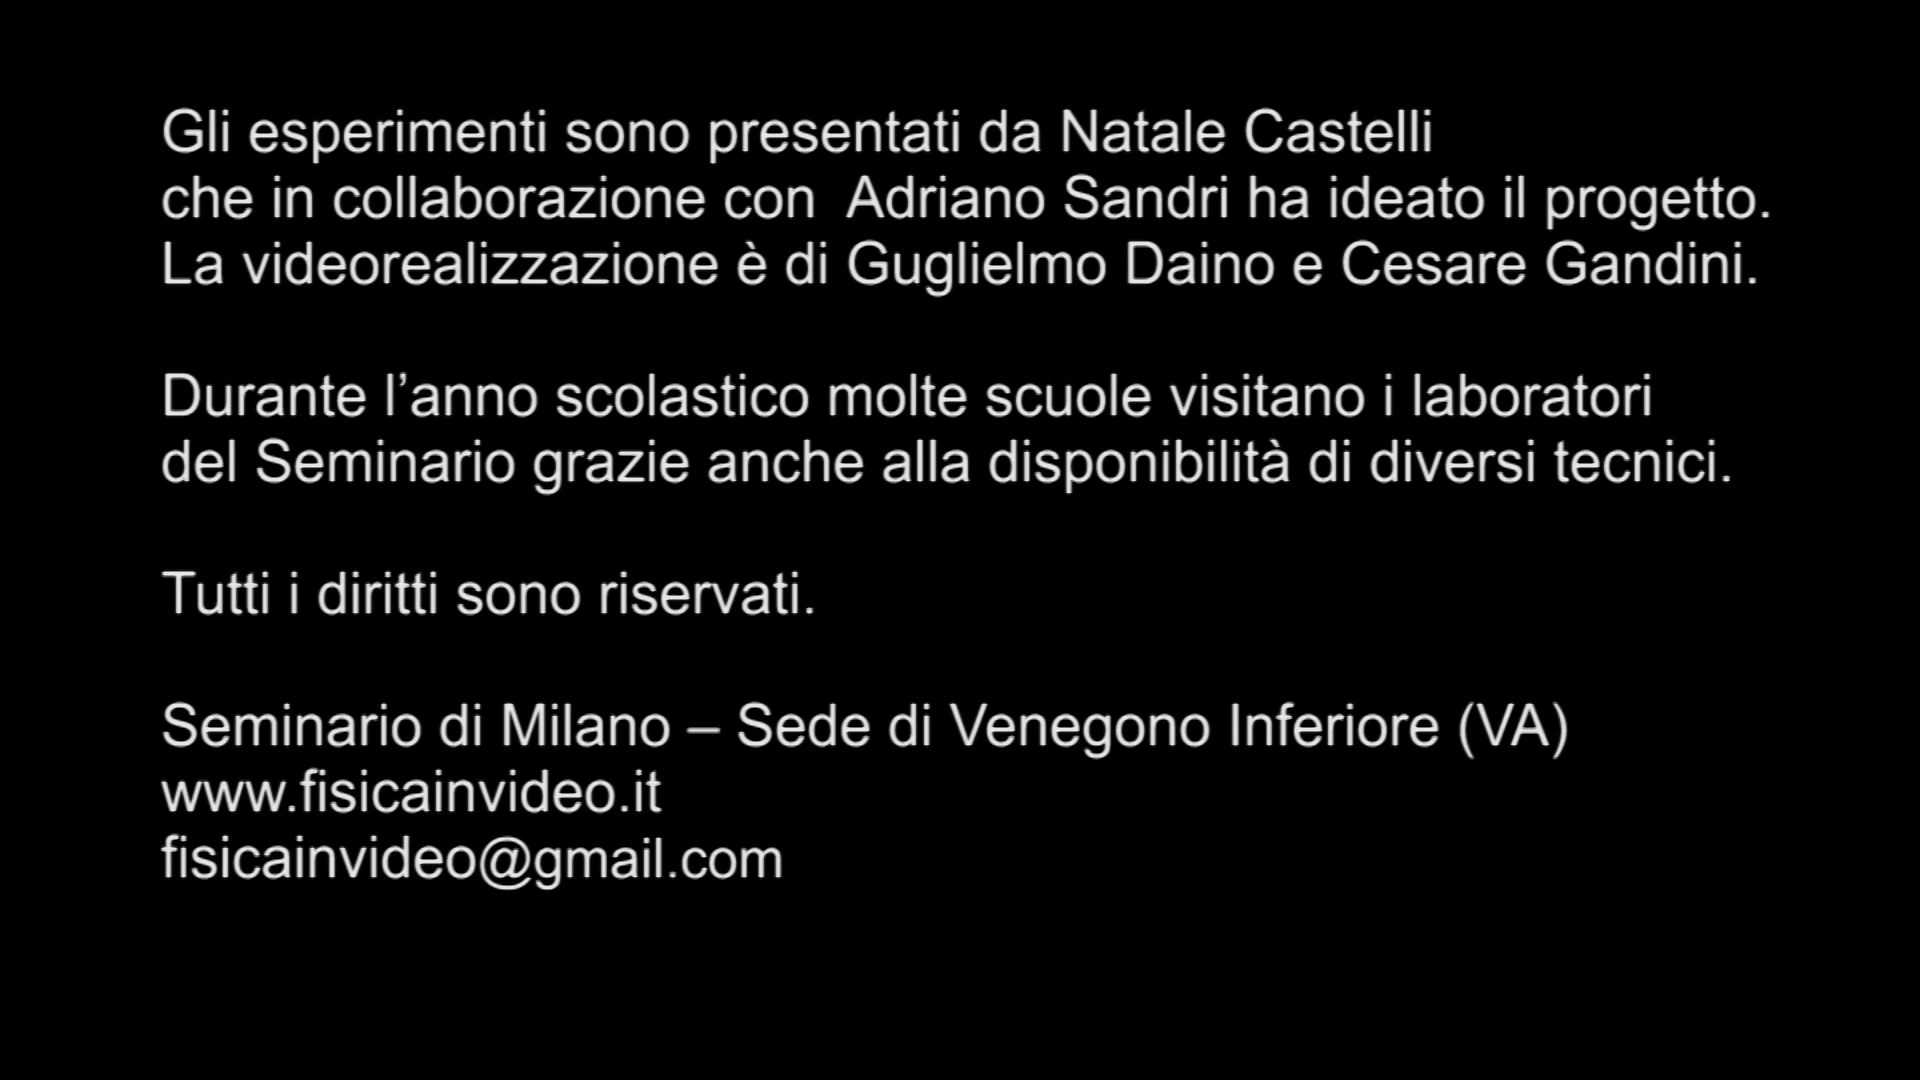 Gli esperimenti sono presentati da Natale Castelli
che in collaborazione con  Adriano Sandri ha ideato il progetto.
La videorealizzazione è di Guglielmo Daino e Cesare Gandini.
Durante l’anno scolastico molte scuole visitano i laboratori
del Seminario grazie anche alla disponibilità di diversi tecnici.
Tutti i diritti sono riservati.
Seminario di Milano – Sede di Venegono Inferiore (VA)
www.fisicainvideo.it
fisicainvideo@gmail.com